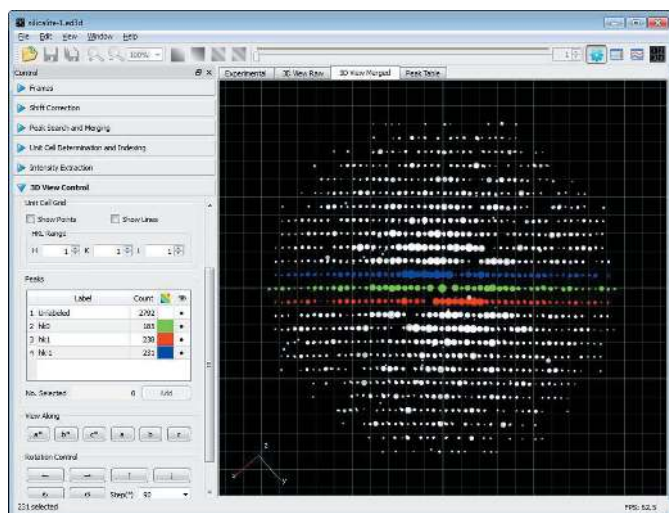 silicalite-1.ed3d
File Edit View Window Help
100% 1
Control
Experimental 3D View Raw 3D View Merged Peak Table
Frames
Shift Correction
Peak Search and Merging
Unit Cell Determination and Indexing
Intensity Extraction
3D View Control
Unit Cell Grid
Show Points Show Lines
HKL Range
H 1 K 1 L 1
Peaks
Label Count
1 Unlabeled 2792
2 hk0 185
3 hk1 238
4 hk-1 231
No. Selected 0 Add
View Along
a* b* c* a b c
Rotation Control
Step(°) 90
z
x y
231 selected
FPS: 62.5